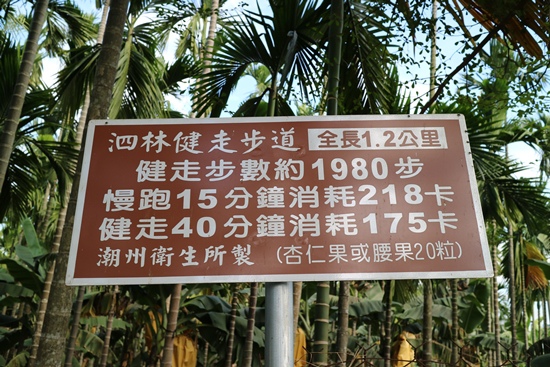 泗林健走步道 全長1.2公里
健走步數約1980步
慢跑15分鐘消耗218卡
健走40分鐘消耗175卡
潮州衛生所製 (杏仁果或腰果20粒)